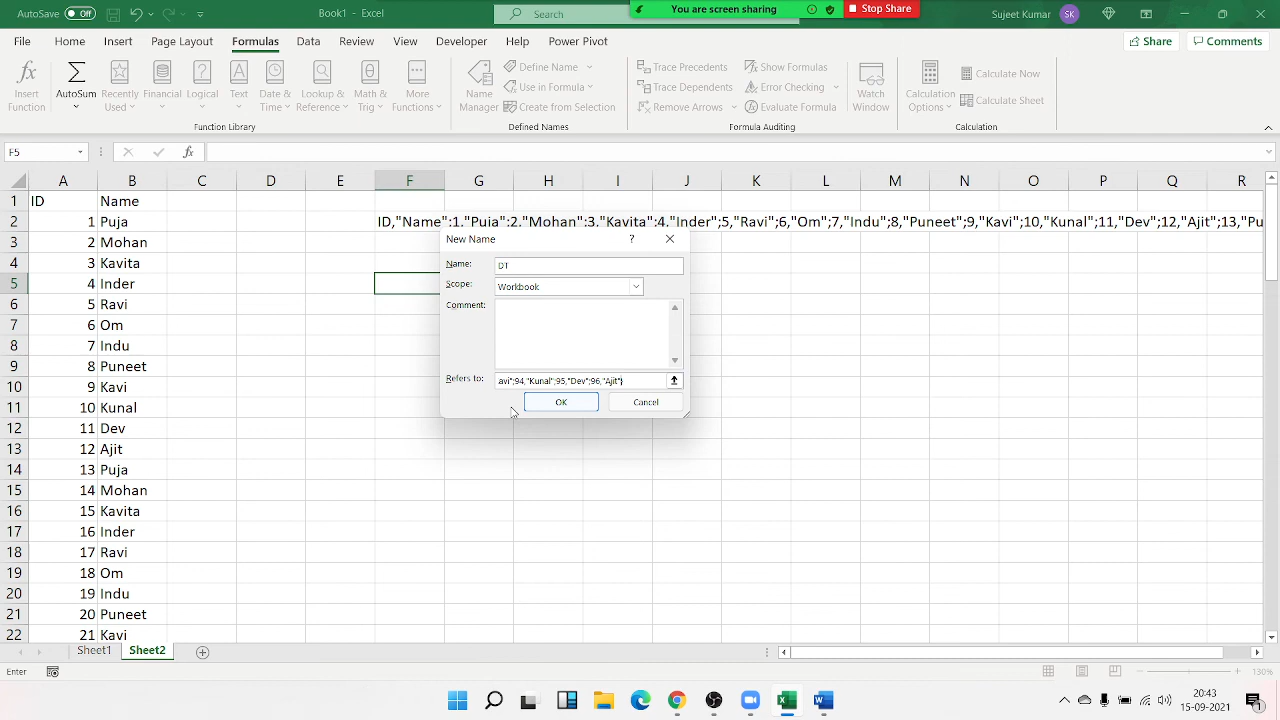 AutoSave Off
Book1 - Excel
Search
You are screen sharing
Stop Share
Sujeet Kumar
SK
File Home Insert Page Layout Formulas Data Review View Developer Help Power Pivot
Share
Comments
Insert Function
AutoSum
Recently Used
Financial
Logical
Text
Date & Time
Lookup & Reference
Math & Trig
More Functions
Function Library
Name Manager
Define Name
Use in Formula
Create from Selection
Defined Names
Trace Precedents
Trace Dependents
Remove Arrows
Show Formulas
Error Checking
Evaluate Formula
Formula Auditing
Watch Window
Calculation Options
Calculate Now
Calculate Sheet
Calculation
F5
fx
A B C D E F G H I J K L M N O P Q R
1 ID Name
2 1 Puja ID,"Name";1,"Puja";2,"Mohan";3,"Kavita";4,"Inder";5,"Ravi";6,"Om";7,"Indu";8,"Puneet";9,"Kavi";10,"Kunal";11,"Dev";12,"Ajit";13,"Pu
3 2 Mohan
4 3 Kavita
5 4 Inder
6 5 Ravi
7 6 Om
8 7 Indu
9 8 Puneet
10 9 Kavi
11 10 Kunal
12 11 Dev
13 12 Ajit
14 13 Puja
15 14 Mohan
16 15 Kavita
17 16 Inder
18 17 Ravi
19 18 Om
20 19 Indu
21 20 Puneet
22 21 Kavi
New Name ?
Name: DT
Scope: Workbook
Comment:
Refers to: avi";94,"Kunal";95,"Dev";96,"Ajit"}
OK Cancel
Sheet1 Sheet2
Enter
130%
20:43
15-09-2021